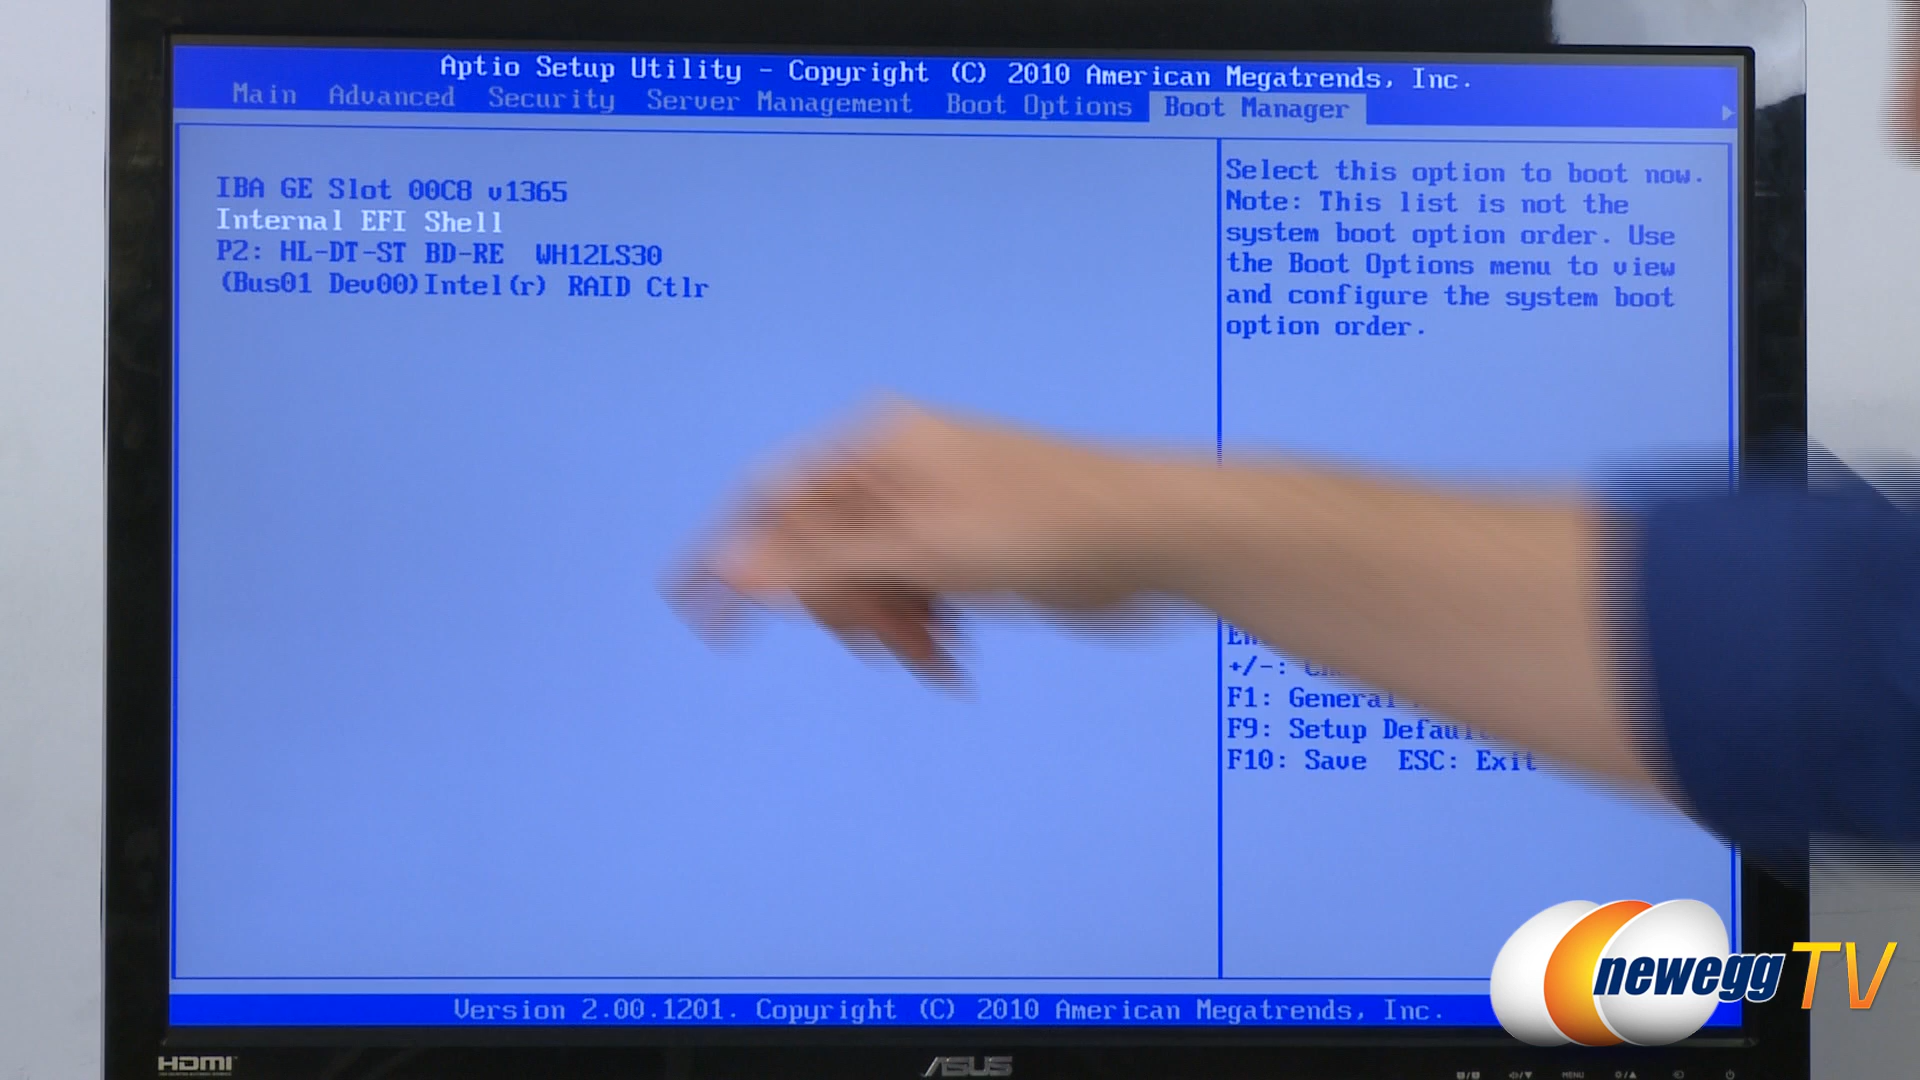 Aptio Setup Utility - Copyright (C) 2010 American Megatrends, Inc.
Main Advanced Security Server Management Boot Options Boot Manager
IBA GE Slot 00C8 v1365
Internal EFI Shell
P2: HL-DT-ST BD-RE WH12LS30
(Bus01 Dev00)Intel(r) RAID Ctlr
Select this option to boot now.
Note: This list is not the
system boot option order. Use
the Boot Options menu to view
and configure the system boot
option order.
+/-:
F1: General
F9: Setup
F10: Save ESC: Exit
Version 2.00.1201. Copyright (C) 2010 American Megatrends, Inc.
newegg TV
HDMI
ASUS
MENU